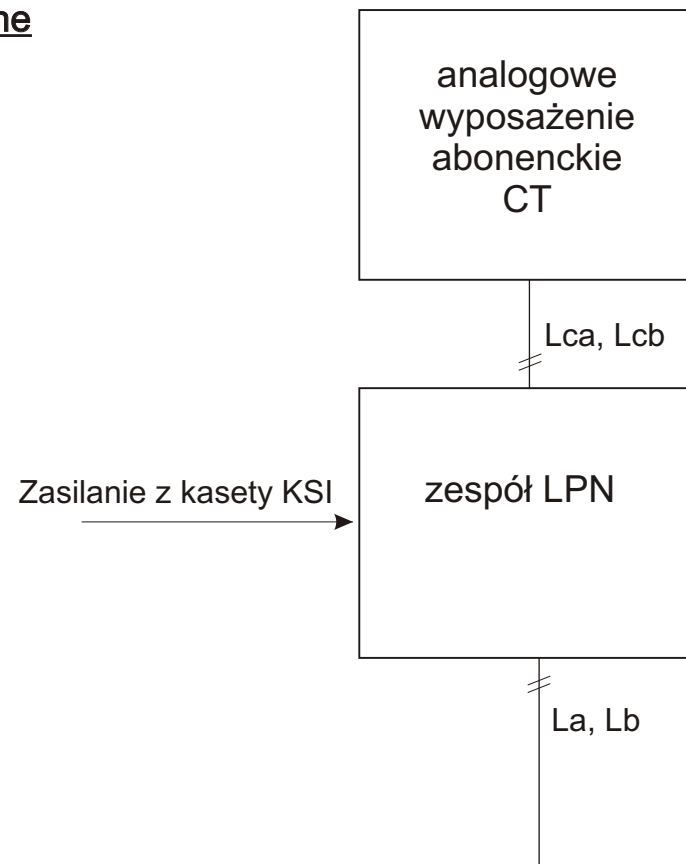 ne
analogowe
wyposażenie
abonenckie
CT
Lca, Lcb
Zasilanie z kasety KSI
zespół LPN
La, Lb